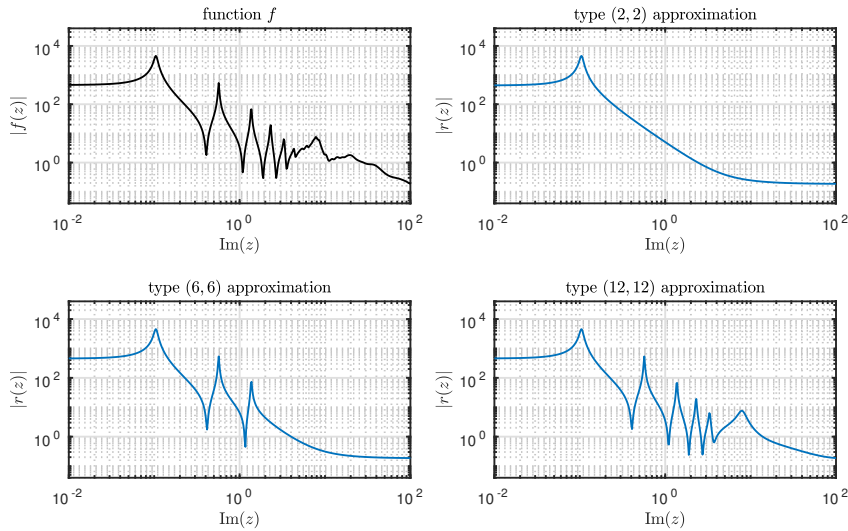 function f
type (2, 2) approximation
|f(z)|
10^4
10^2
10^0
10^-2
10^0
10^2
Im(z)
|r(z)|
10^4
10^2
10^0
10^-2
10^0
10^2
Im(z)
type (6, 6) approximation
type (12, 12) approximation
|r(z)|
10^4
10^2
10^0
10^-2
10^0
10^2
Im(z)
|r(z)|
10^4
10^2
10^0
10^-2
10^0
10^2
Im(z)